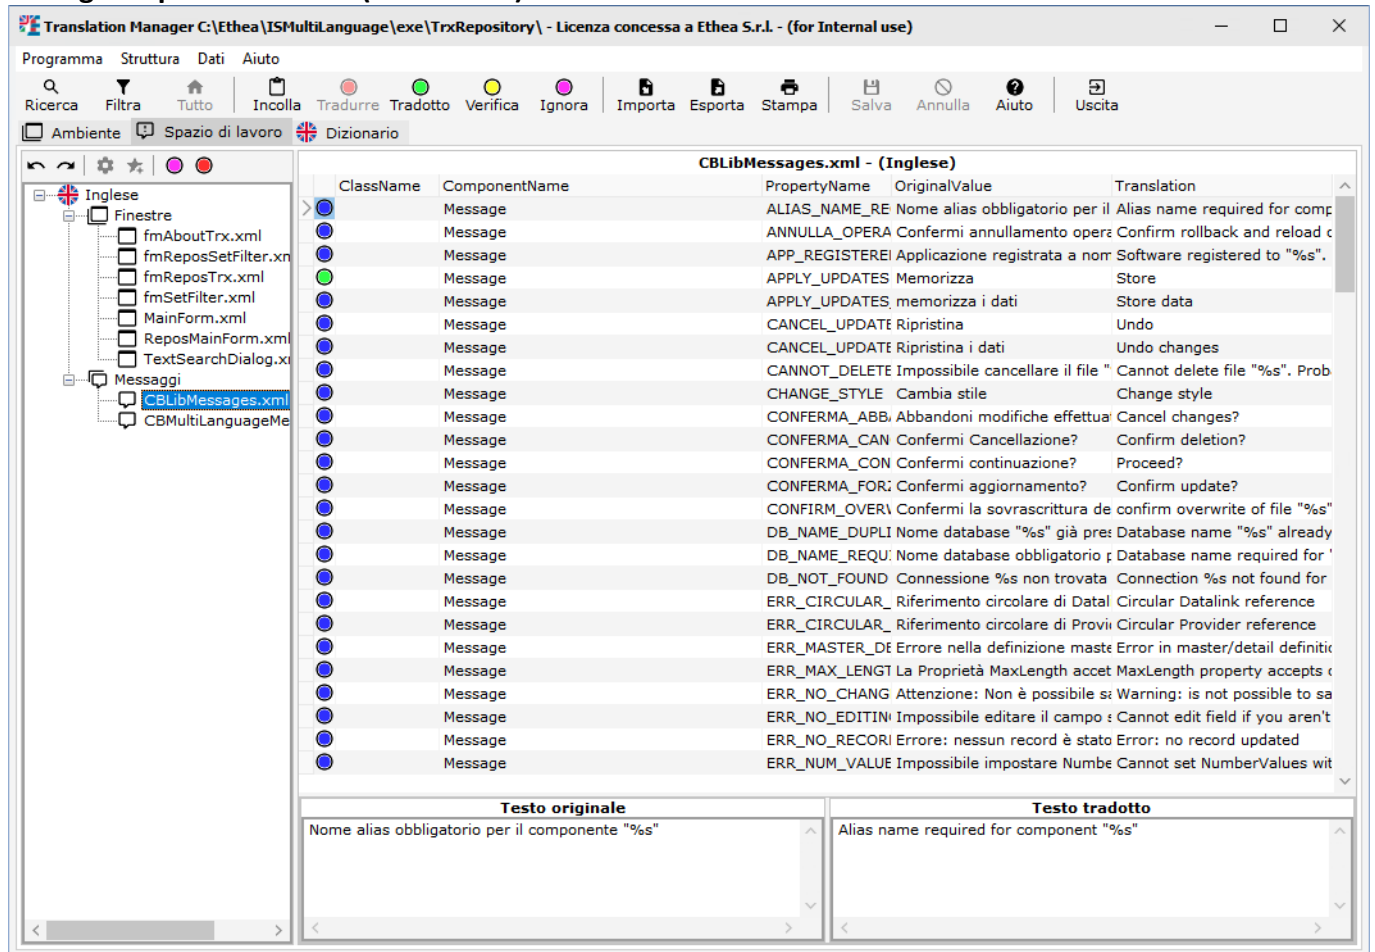 Translation Manager C:\Ethea\ISMultiLanguage\exe\TrxRepository\ - Licenza concessa a Ethea S.r.l. - (for Internal use)
Programma Struttura Dati Aiuto
Ricerca Filtra Tutto Incolla Tradurre Tradotto Verifica Ignora Importa Esporta Stampa Salva Annulla Aiuto Uscita
Ambiente Spazio di lavoro Dizionario
CBLibMessages.xml - (Inglese)
Inglese
Finestre
fmAboutTrx.xml
fmReposSetFilter.xn
fmReposTrx.xml
fmSetFilter.xml
MainForm.xml
ReposMainForm.xml
TextSearchDialog.x
Messaggi
CBLibMessages.xml
CBMultiLanguageMe
ClassName ComponentName PropertyName OriginalValue Translation
Message ALIAS_NAME_RE Nome alias obbligatorio per il Alias name required for comp
Message ANNULLA_OPERA Confermi annullamento opera Confirm rollback and reload c
Message APP_REGISTERE Applicazione registrata a nom Software registered to "%s".
Message APPLY_UPDATES Memorizza Store
Message APPLY_UPDATES_ memorizza i dati Store data
Message CANCEL_UPDATE Ripristina Undo
Message CANCEL_UPDATE Ripristina i dati Undo changes
Message CANNOT_DELETE Impossibile cancellare il file " Cannot delete file "%s". Prob
Message CHANGE_STYLE Cambia stile Change style
Message CONFERMA_ABB Abbandoni modifiche effettua Cancel changes?
Message CONFERMA_CAN Confermi Cancellazione? Confirm deletion?
Message CONFERMA_CON Confermi continuazione? Proceed?
Message CONFERMA_FOR Confermi aggiornamento? Confirm update?
Message CONFIRM_OVER Confermi la sovrascrittura de confirm overwrite of file "%s"
Message DB_NAME_DUPLI Nome database "%s" già pres Database name "%s" already
Message DB_NAME_REQU Nome database obbligatorio p Database name required for '
Message DB_NOT_FOUND Connessione %s non trovata Connection %s not found for
Message ERR_CIRCULAR_ Riferimento circolare di Datal Circular Datalink reference
Message ERR_CIRCULAR_ Riferimento circolare di Provi Circular Provider reference
Message ERR_MASTER_DE Errore nella definizione maste Error in master/detail definitio
Message ERR_MAX_LENGT La Proprietà MaxLength accet MaxLength property accepts
Message ERR_NO_CHANG Attenzione: Non è possibile sa Warning: is not possible to sa
Message ERR_NO_EDITIN Impossibile editare il campo s Cannot edit field if you aren't
Message ERR_NO_RECOR Errore: nessun record è stato Error: no record updated
Message ERR_NUM_VALUE Impossibile impostare Numbe Cannot set NumberValues wit
Testo originale
Nome alias obbligatorio per il componente "%s"
Testo tradotto
Alias name required for component "%s"